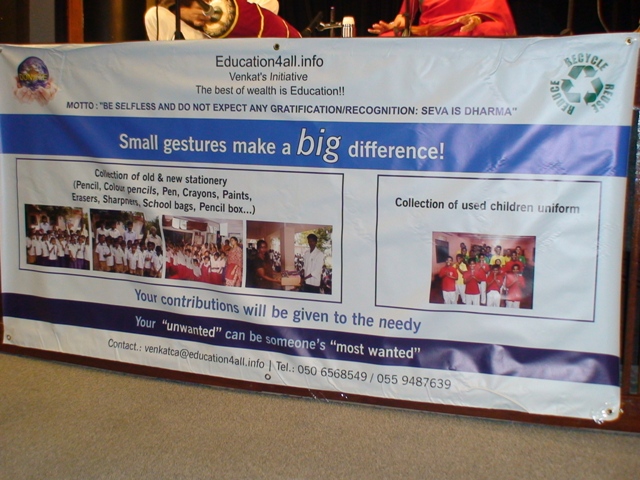 Education4all.info
Venkat's Initiative
The best of wealth is Education!!
MOTTO : "BE SELFLESS AND DO NOT EXPECT ANY GRATIFICATION/RECOGNITION: SEVA IS DHARMA"
REDUCE RECYCLE REUSE
Small gestures make a big difference!
Collection of old & new stationery
(Pencil, Colour pencils, Pen, Crayons, Paints,
Erasers, Sharpners, School bags, Pencil box...)
Collection of used children uniform
Your contributions will be given to the needy
Your "unwanted" can be someone's "most wanted"
Contact.: venkatca@education4all.info | Tel.: 050 6568549 / 055 9487639